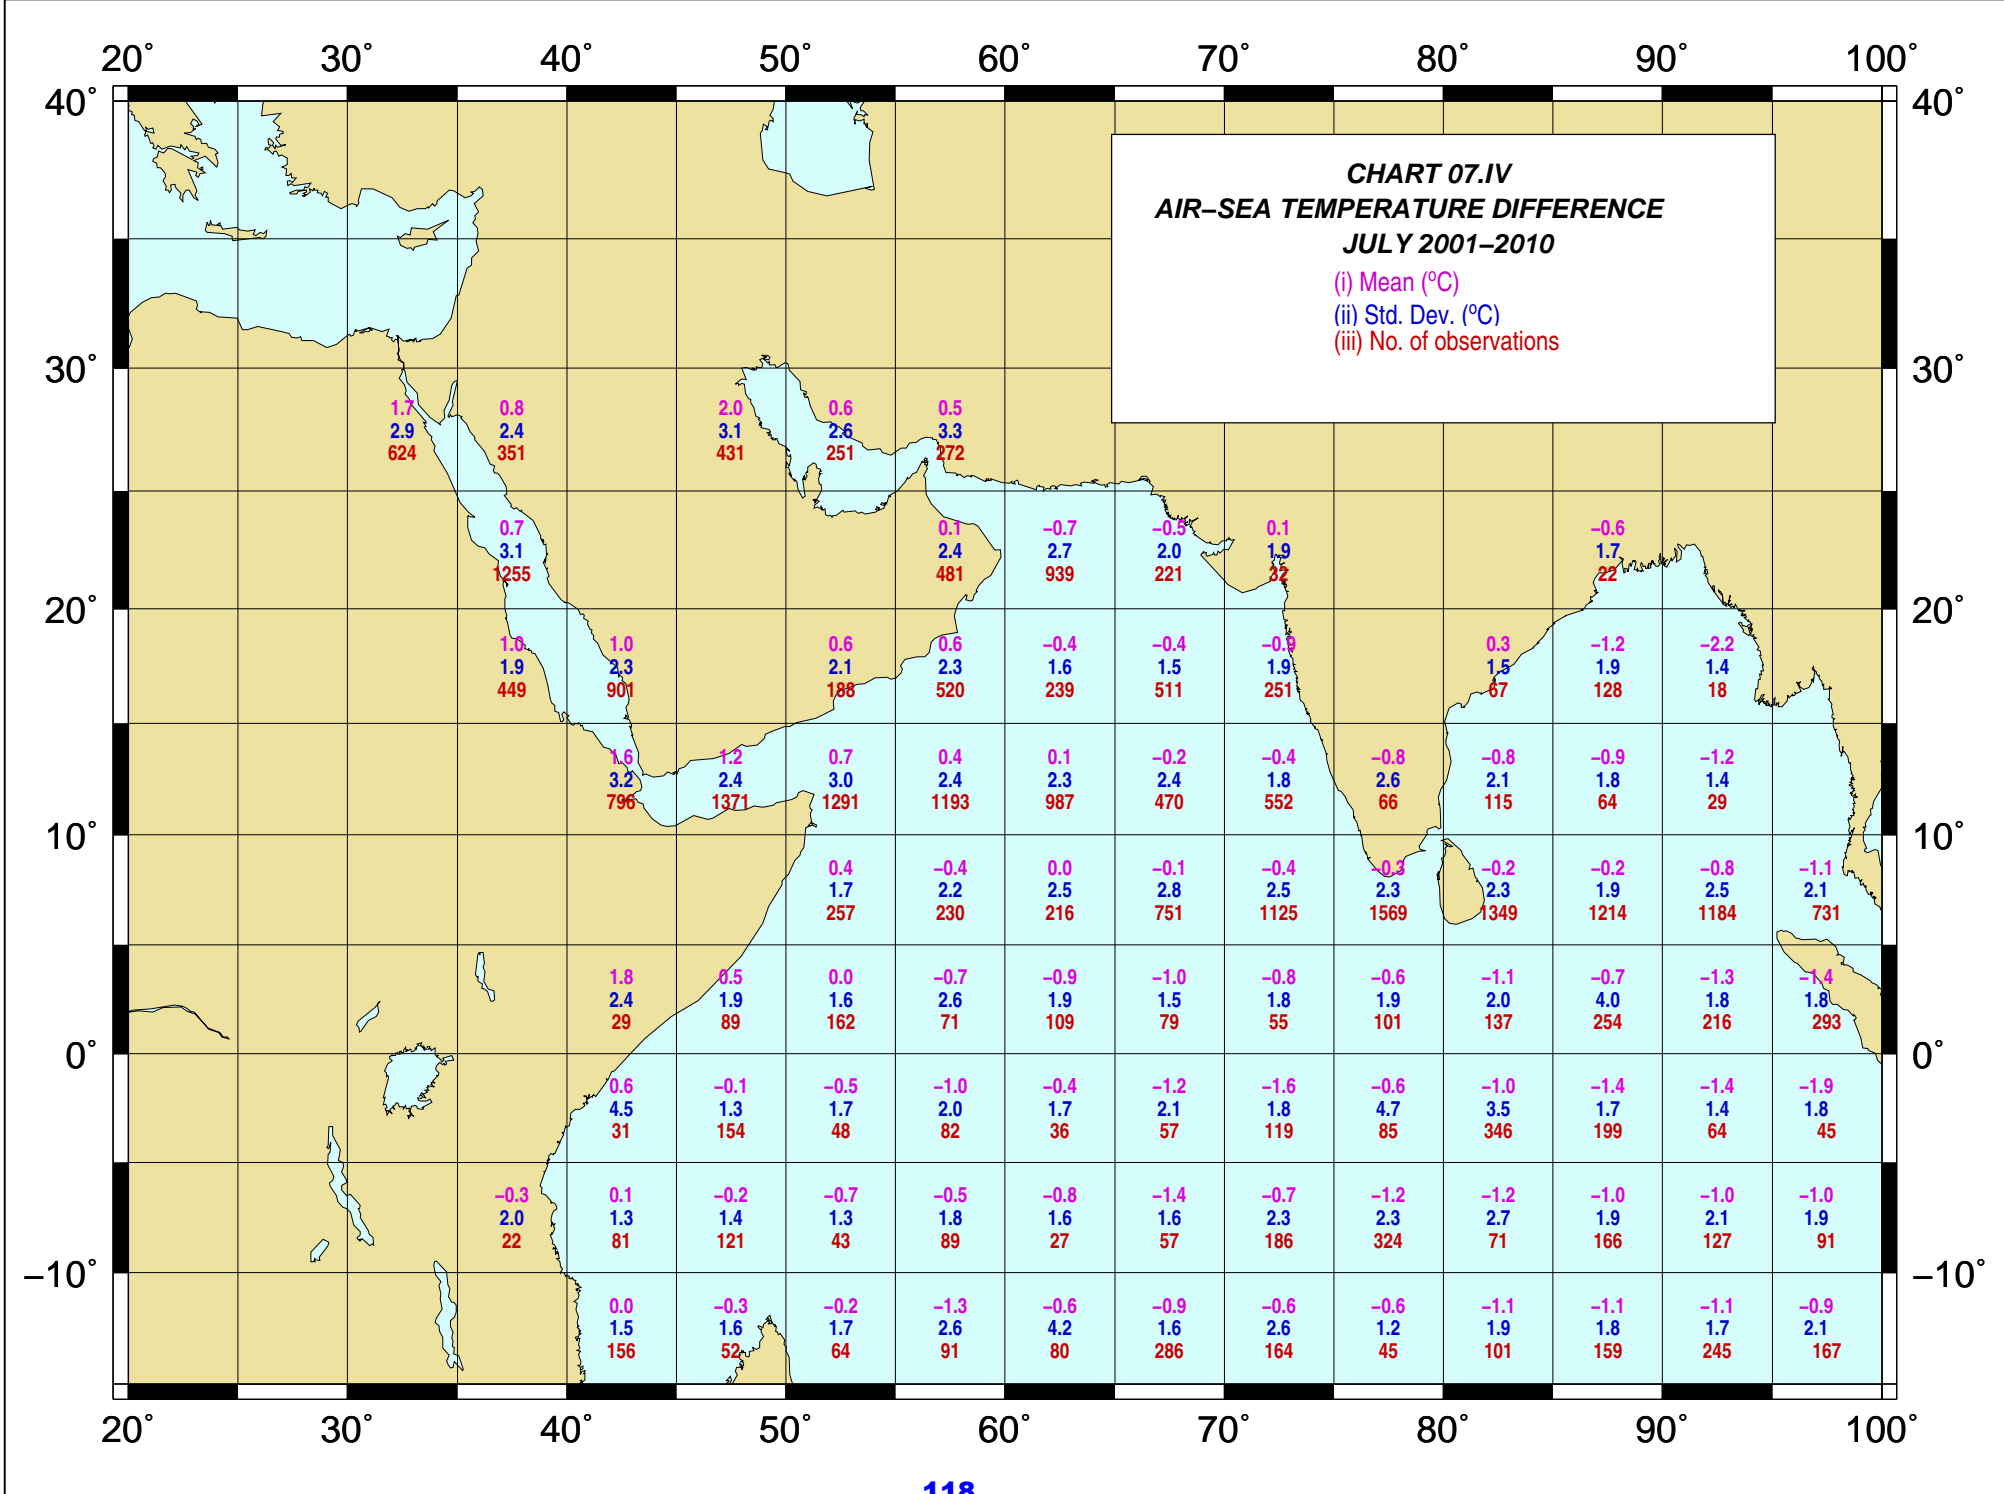 20° 30° 40° 50° 60° 70° 80° 90° 100°
40° 40°
CHART 07.IV
AIR–SEA TEMPERATURE DIFFERENCE
JULY 2001–2010
(i) Mean (ºC)
(ii) Std. Dev. (ºC)
(iii) No. of observations
30° 30°
1.7 0.8 2.0 0.6 0.5
2.9 2.4 3.1 2.6 3.3
624 351 431 251 272
0.7 0.1 −0.7 −0.5 0.1 −0.6
3.1 2.4 2.7 2.0 1.9 1.7
1255 481 939 221 32 22
20° 20°
1.0 1.0 0.6 0.6 −0.4 −0.4 −0.9 0.3 −1.2 −2.2
1.9 2.3 2.1 2.3 1.6 1.5 1.9 1.5 1.9 1.4
449 901 188 520 239 511 251 67 128 18
1.6 1.2 0.7 0.4 0.1 −0.2 −0.4 −0.8 −0.8 −0.9 −1.2
3.2 2.4 3.0 2.4 2.3 2.4 1.8 2.6 2.1 1.8 1.4
796 1371 1291 1193 987 470 552 66 115 64 29
10° 10°
0.4 −0.4 0.0 −0.1 −0.4 −0.3 −0.2 −0.2 −0.8 −1.1
1.7 2.2 2.5 2.8 2.5 2.3 2.3 1.9 2.5 2.1
257 230 216 751 1125 1569 1349 1214 1184 731
1.8 0.5 0.0 −0.7 −0.9 −1.0 −0.8 −0.6 −1.1 −0.7 −1.3 −1.4
2.4 1.9 1.6 2.6 1.9 1.5 1.8 1.9 2.0 4.0 1.8 1.8
29 89 162 71 109 79 55 101 137 254 216 293
0° 0°
0.6 −0.1 −0.5 −1.0 −0.4 −1.2 −1.6 −0.6 −1.0 −1.4 −1.4 −1.9
4.5 1.3 1.7 2.0 1.7 2.1 1.8 4.7 3.5 1.7 1.4 1.8
31 154 48 82 36 57 119 85 346 199 64 45
−0.3 0.1 −0.2 −0.7 −0.5 −0.8 −1.4 −0.7 −1.2 −1.2 −1.0 −1.0 −1.0
2.0 1.3 1.4 1.3 1.8 1.6 1.6 2.3 2.3 2.7 1.9 2.1 1.9
22 81 121 43 89 27 57 186 324 71 166 127 91
−10° −10°
0.0 −0.3 −0.2 −1.3 −0.6 −0.9 −0.6 −0.6 −1.1 −1.1 −1.1 −0.9
1.5 1.6 1.7 2.6 4.2 1.6 2.6 1.2 1.9 1.8 1.7 2.1
156 52 64 91 80 286 164 45 101 159 245 167
20° 30° 40° 50° 60° 70° 80° 90° 100°
118